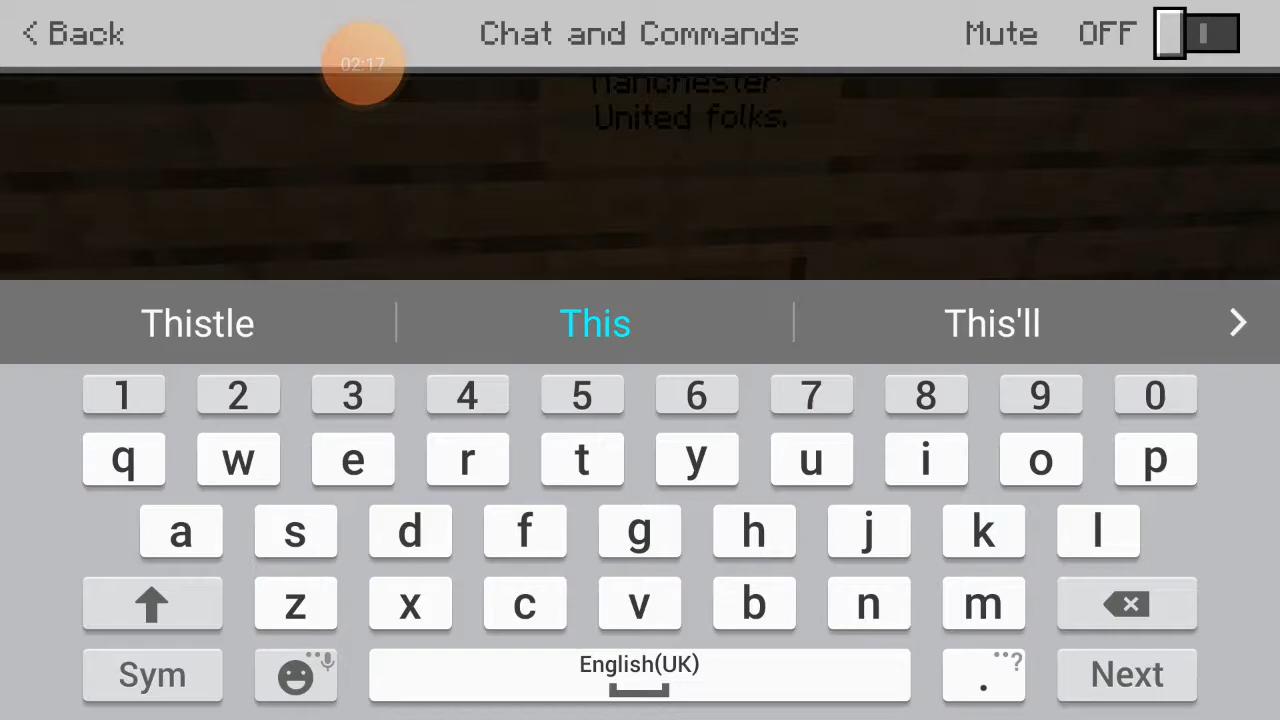 < Back
02:17
Chat and Commands
Mute OFF
Manchester
United folks.
Thistle
This
This'll
1 2 3 4 5 6 7 8 9 0
q w e r t y u i o p
a s d f g h j k l
z x c v b n m
Sym
English(UK)
. ?
Next